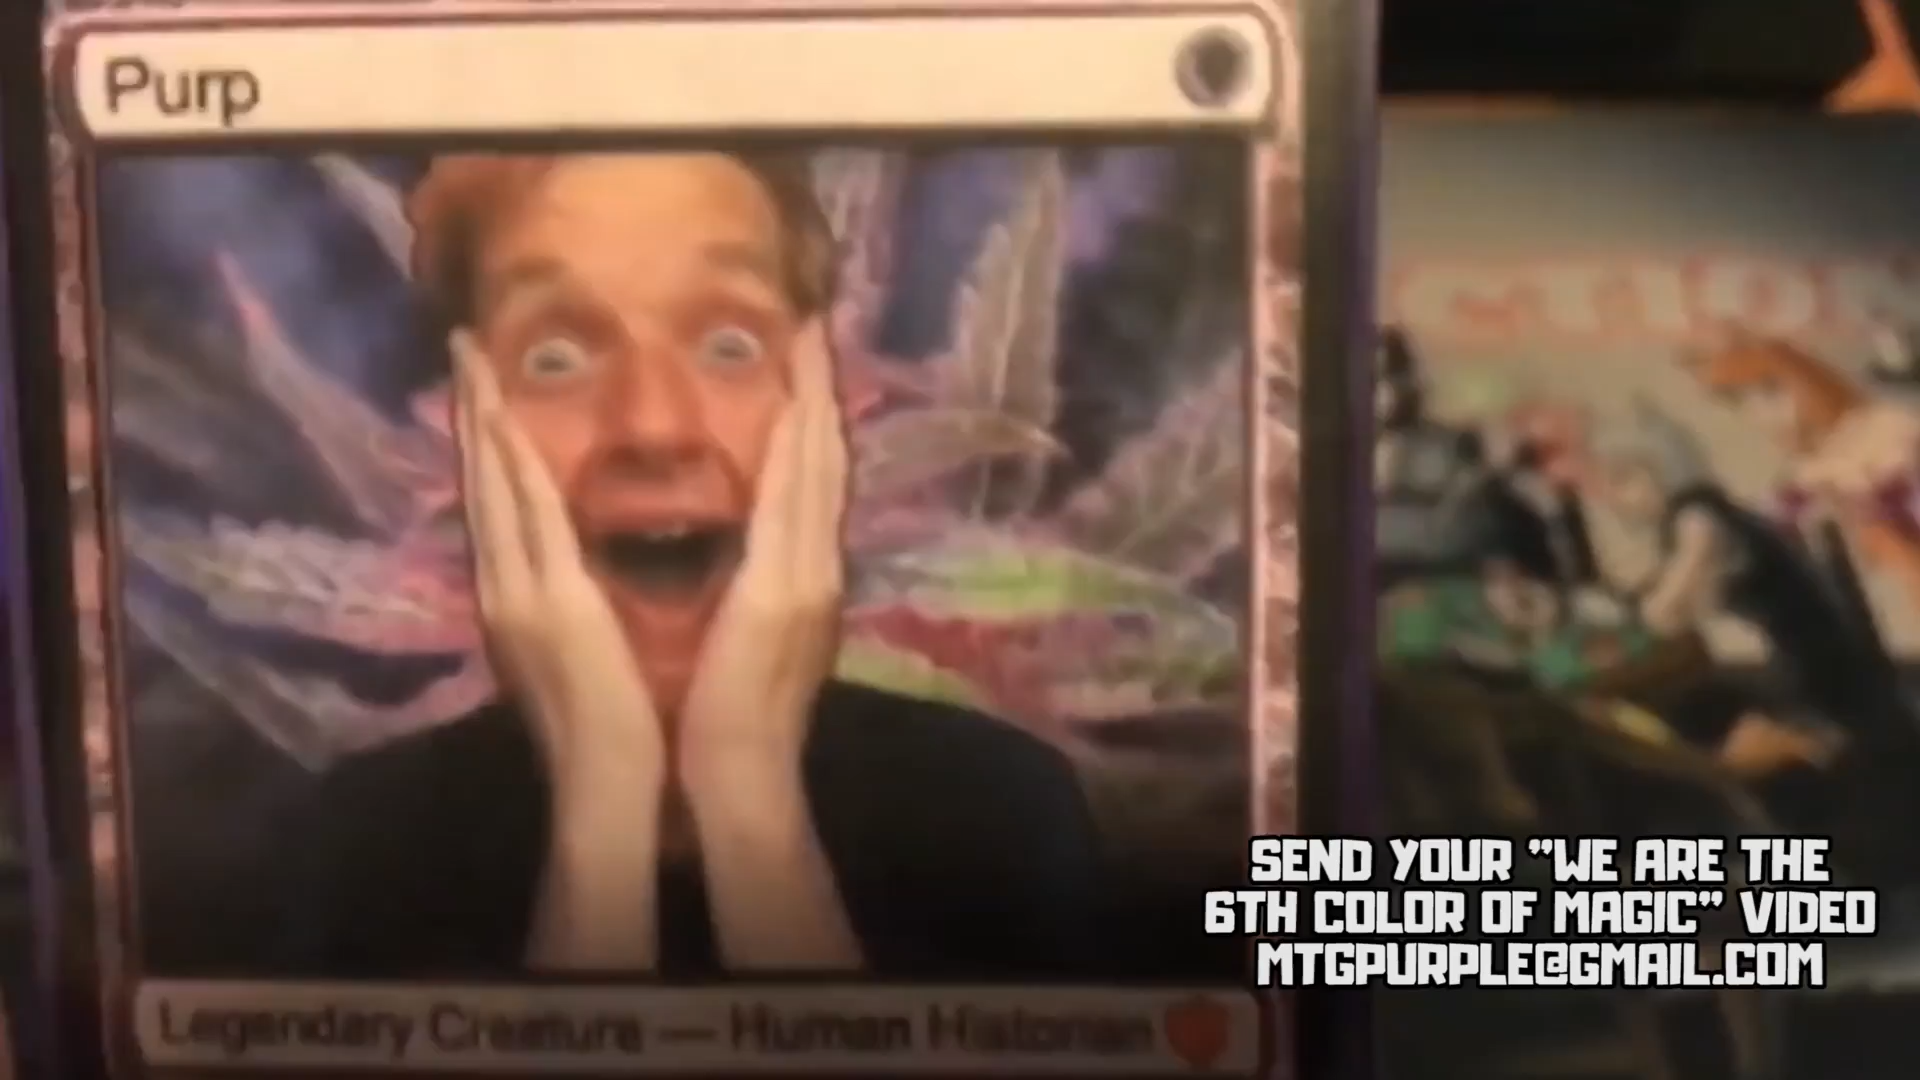 Purp
Legendary Creature — Human Historian
SEND YOUR "WE ARE THE
6TH COLOR OF MAGIC" VIDEO
MTGPURPLE@GMAIL.COM